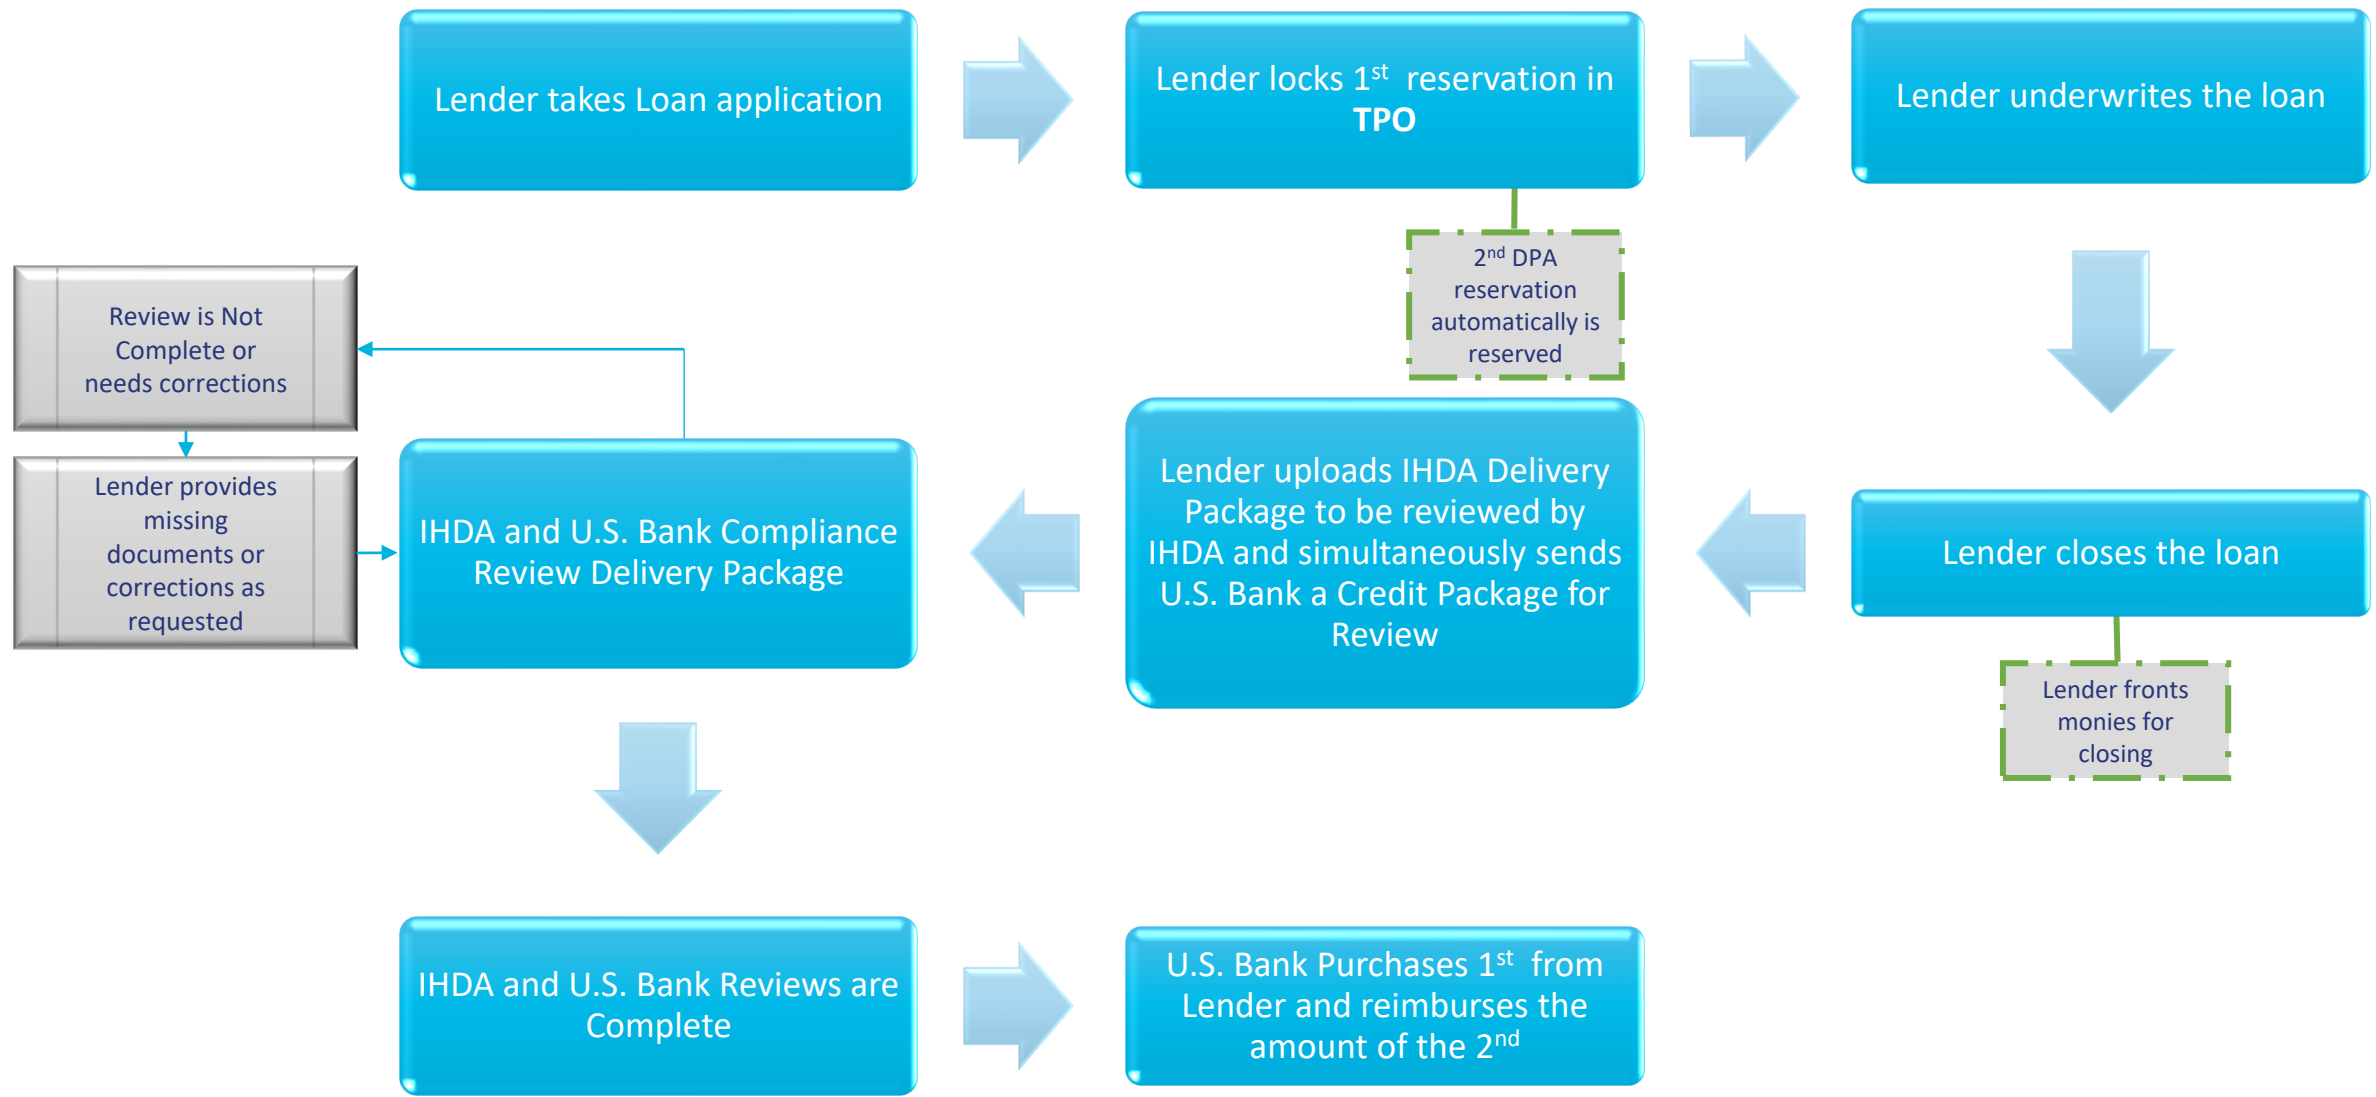 Lender takes Loan application
Lender locks 1st reservation in
TPO
Lender underwrites the loan
2nd DPA
reservation
automatically is
reserved
Review is Not
Complete or
needs corrections
Lender provides
missing
documents or
corrections as
requested
IHDA and U.S. Bank Compliance
Review Delivery Package
Lender uploads IHDA Delivery
Package to be reviewed by
IHDA and simultaneously sends
U.S. Bank a Credit Package for
Review
Lender closes the loan
Lender fronts
monies for
closing
IHDA and U.S. Bank Reviews are
Complete
U.S. Bank Purchases 1st from
Lender and reimburses the
amount of the 2nd